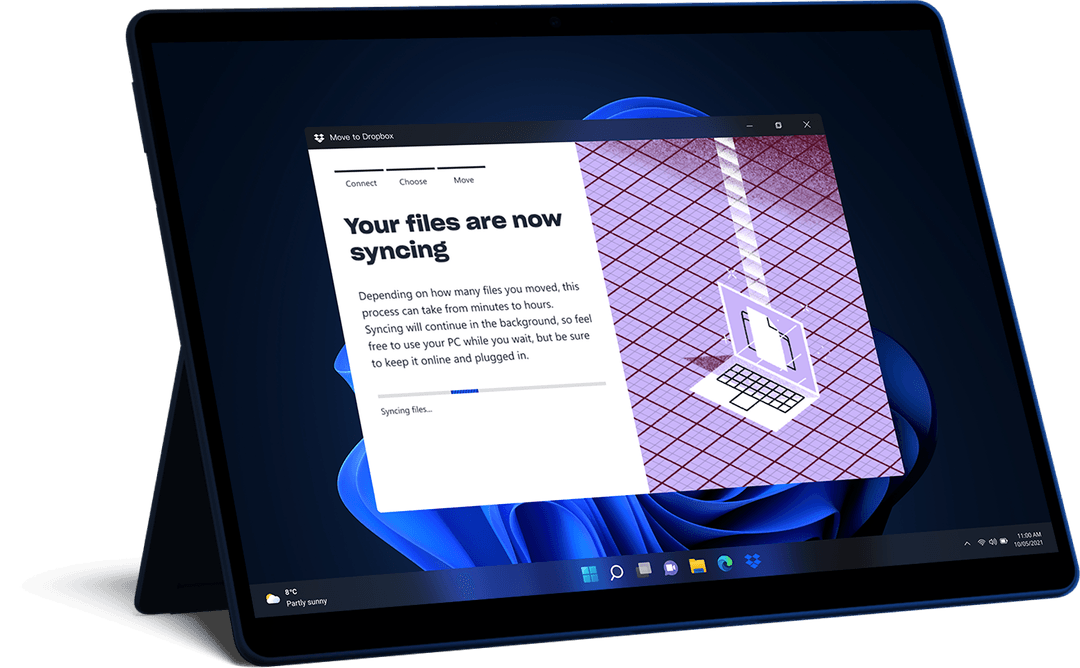 Move to Dropbox
Connect Choose Move
Your files are now
syncing
Depending on how many files you moved, this
process can take from minutes to hours.
Syncing will continue in the background, so feel
free to use your PC while you wait, but be sure
to keep it online and plugged in.
Syncing files...
8°C
Partly sunny
11:00 AM
10/05/2021